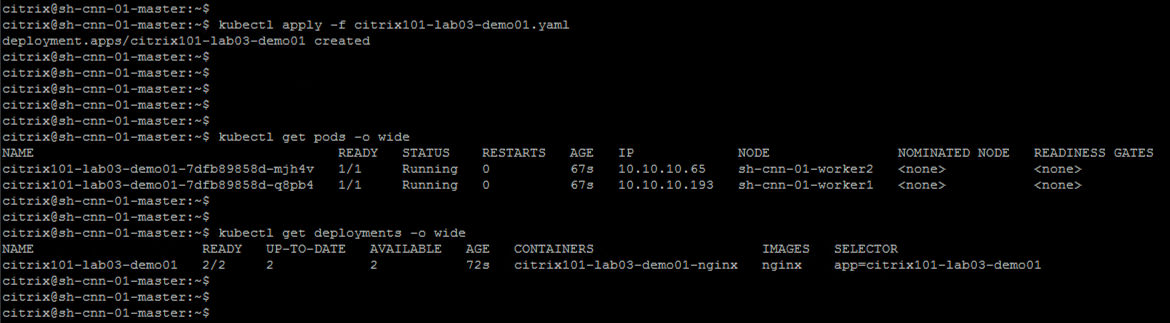 citrix@sh-cnn-01-master:~$
citrix@sh-cnn-01-master:~$ kubectl apply -f citrix101-lab03-demo01.yaml
deployment.apps/citrix101-lab03-demo01 created
citrix@sh-cnn-01-master:~$
citrix@sh-cnn-01-master:~$
citrix@sh-cnn-01-master:~$
citrix@sh-cnn-01-master:~$
citrix@sh-cnn-01-master:~$
citrix@sh-cnn-01-master:~$ kubectl get pods -o wide
NAME READY STATUS RESTARTS AGE IP NODE NOMINATED NODE READINESS GATES
citrix101-lab03-demo01-7dfb89858d-mjh4v 1/1 Running 0 67s 10.10.10.65 sh-cnn-01-worker2 <none> <none>
citrix101-lab03-demo01-7dfb89858d-q8pb4 1/1 Running 0 67s 10.10.10.193 sh-cnn-01-worker1 <none> <none>
citrix@sh-cnn-01-master:~$
citrix@sh-cnn-01-master:~$
citrix@sh-cnn-01-master:~$ kubectl get deployments -o wide
NAME READY UP-TO-DATE AVAILABLE AGE CONTAINERS IMAGES SELECTOR
citrix101-lab03-demo01 2/2 2 2 72s citrix101-lab03-demo01-nginx nginx app=citrix101-lab03-demo01
citrix@sh-cnn-01-master:~$
citrix@sh-cnn-01-master:~$
citrix@sh-cnn-01-master:~$